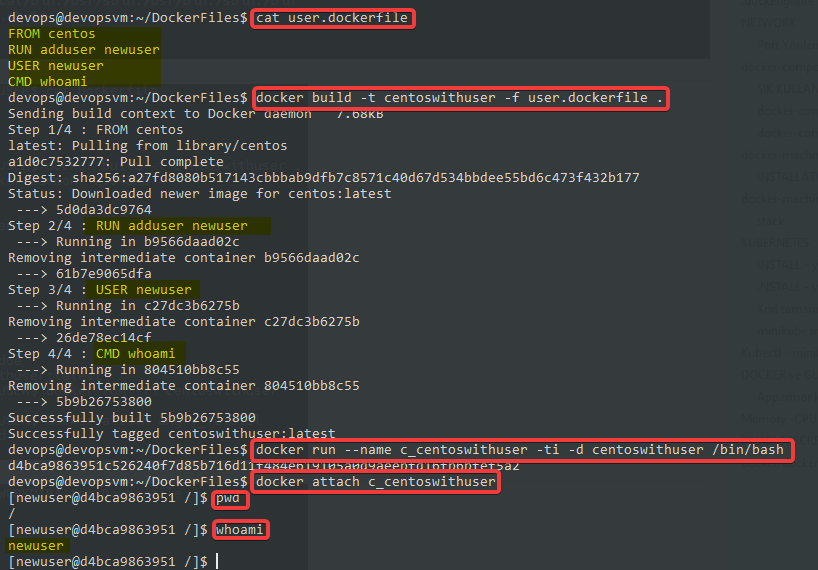 devops@devopsvm:~/DockerFiles$ cat user.dockerfile
FROM centos
RUN adduser newuser
USER newuser
CMD whoami
devops@devopsvm:~/DockerFiles$ docker build -t centoswithuser -f user.dockerfile .
Sending build context to Docker daemon 7.68kB
Step 1/4 : FROM centos
latest: Pulling from library/centos
a1d0c7532777: Pull complete
Digest: sha256:a27fd8080b517143cbbbab9dfb7c8571c40d67d534bbdee55bd6c473f432b177
Status: Downloaded newer image for centos:latest
---> 5d0da3dc9764
Step 2/4 : RUN adduser newuser
---> Running in b9566daad02c
Removing intermediate container b9566daad02c
---> 61b7e9065dfa
Step 3/4 : USER newuser
---> Running in c27dc3b6275b
Removing intermediate container c27dc3b6275b
---> 26de78ec14cf
Step 4/4 : CMD whoami
---> Running in 804510bb8c55
Removing intermediate container 804510bb8c55
---> 5b9b26753800
Successfully built 5b9b26753800
Successfully tagged centoswithuser:latest
devops@devopsvm:~/DockerFiles$ docker run --name c_centoswithuser -ti -d centoswithuser /bin/bash
devops@devopsvm:~/DockerFiles$ docker attach c_centoswithuser
[newuser@d4bca9863951 /]$ pwd
/
[newuser@d4bca9863951 /]$ whoami
newuser
[newuser@d4bca9863951 /]$